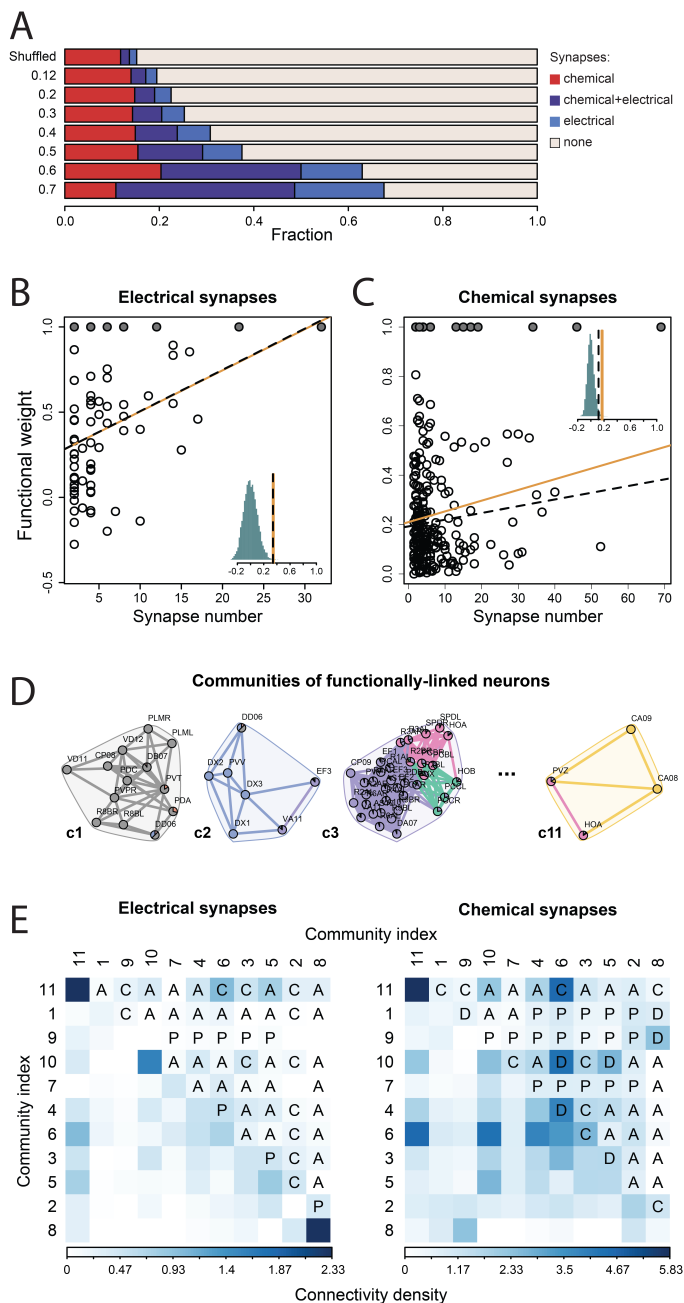 A
Shuffled
0.12
0.2
0.3
0.4
0.5
0.6
0.7
0.0 0.2 0.4 0.6 0.8 1.0
Fraction
Synapses:
chemical
chemical+electrical
electrical
none
B
Electrical synapses
Functional weight
1.0
0.5
0.0
-0.5
5 10 15 20 25 30
Synapse number
-0.2 0.2 0.6 1.0
C
Chemical synapses
1.0
0.8
0.6
0.4
0.2
0.0
0 10 20 30 40 50 60 70
Synapse number
-0.2 0.2 0.6 1.0
D
Communities of functionally-linked neurons
PLMR
PLML
VD12
VD11
CP08
DB07
PDC
PVT
PVPR
PDA
R8BR
R8BL
DD06
c1
DD06
DX2
PVV
DX3
EF3
DX1
VA11
c2
SPDL
SPDR
HOA
EF1
CP09
HOB
PGCL
PCCR
DA07
c3
...
CA09
PVZ
CA08
HOA
c11
E
Electrical synapses
Chemical synapses
Community index
11 1 9 10 7 4 6 3 5 2 8
11 1 9 10 7 4 6 3 5 2 8
Community index
11 A C A A A C C A C A
1 C A A A A A A A
9 P P P P P
10 A A A C A C A
7 A A A A A
4 P A A C A
6 A A C A
3 P C A
5 C A
2 P
8
C C A A A C A A A C
D A A P P P P D
P P P P P P P D
C A D C D A A
P P P P P A
D C A A A
C A A A
D A A
A A
C
0 0.47 0.93 1.4 1.87 2.33
0 1.17 2.33 3.5 4.67 5.83
Connectivity density